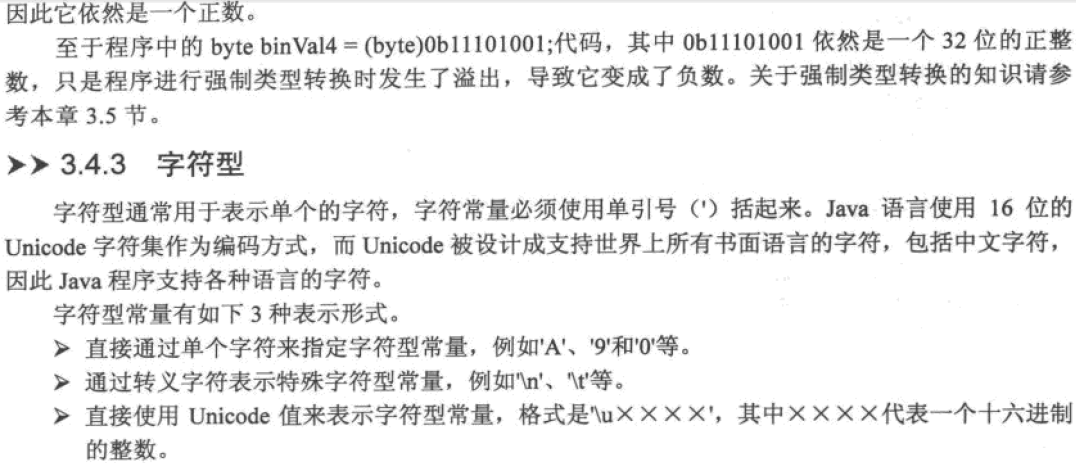 因此它依然是一个正数。
至于程序中的 byte binVal4 = (byte)0b11101001;代码，其中 0b11101001 依然是一个 32 位的正整
数，只是程序进行强制类型转换时发生了溢出，导致它变成了负数。关于强制类型转换的知识请参
考本章 3.5 节。
➢➢ 3.4.3 字符型
字符型通常用于表示单个的字符，字符常量必须使用单引号（'）括起来。Java 语言使用 16 位的
Unicode 字符集作为编码方式，而 Unicode 被设计成支持世界上所有书面语言的字符，包括中文字符，
因此 Java 程序支持各种语言的字符。
字符型常量有如下 3 种表示形式。
➢ 直接通过单个字符来指定字符型常量，例如'A'、'9'和'0'等。
➢ 通过转义字符表示特殊字符型常量，例如'\n'、'\t'等。
➢ 直接使用 Unicode 值来表示字符型常量，格式是'\u××××'，其中××××代表一个十六进制
的整数。